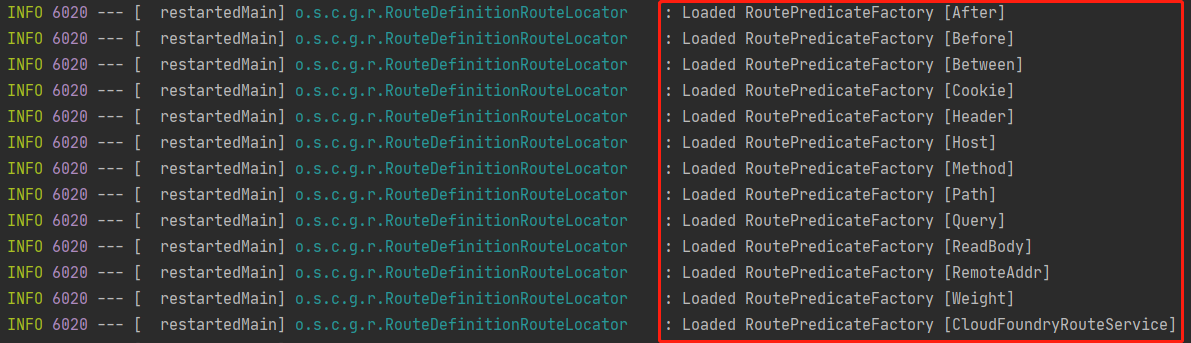 INFO 6020 --- [  restartedMain] o.s.c.g.r.RouteDefinitionRouteLocator    : Loaded RoutePredicateFactory [After]
INFO 6020 --- [  restartedMain] o.s.c.g.r.RouteDefinitionRouteLocator    : Loaded RoutePredicateFactory [Before]
INFO 6020 --- [  restartedMain] o.s.c.g.r.RouteDefinitionRouteLocator    : Loaded RoutePredicateFactory [Between]
INFO 6020 --- [  restartedMain] o.s.c.g.r.RouteDefinitionRouteLocator    : Loaded RoutePredicateFactory [Cookie]
INFO 6020 --- [  restartedMain] o.s.c.g.r.RouteDefinitionRouteLocator    : Loaded RoutePredicateFactory [Header]
INFO 6020 --- [  restartedMain] o.s.c.g.r.RouteDefinitionRouteLocator    : Loaded RoutePredicateFactory [Host]
INFO 6020 --- [  restartedMain] o.s.c.g.r.RouteDefinitionRouteLocator    : Loaded RoutePredicateFactory [Method]
INFO 6020 --- [  restartedMain] o.s.c.g.r.RouteDefinitionRouteLocator    : Loaded RoutePredicateFactory [Path]
INFO 6020 --- [  restartedMain] o.s.c.g.r.RouteDefinitionRouteLocator    : Loaded RoutePredicateFactory [Query]
INFO 6020 --- [  restartedMain] o.s.c.g.r.RouteDefinitionRouteLocator    : Loaded RoutePredicateFactory [ReadBody]
INFO 6020 --- [  restartedMain] o.s.c.g.r.RouteDefinitionRouteLocator    : Loaded RoutePredicateFactory [RemoteAddr]
INFO 6020 --- [  restartedMain] o.s.c.g.r.RouteDefinitionRouteLocator    : Loaded RoutePredicateFactory [Weight]
INFO 6020 --- [  restartedMain] o.s.c.g.r.RouteDefinitionRouteLocator    : Loaded RoutePredicateFactory [CloudFoundryRouteService]